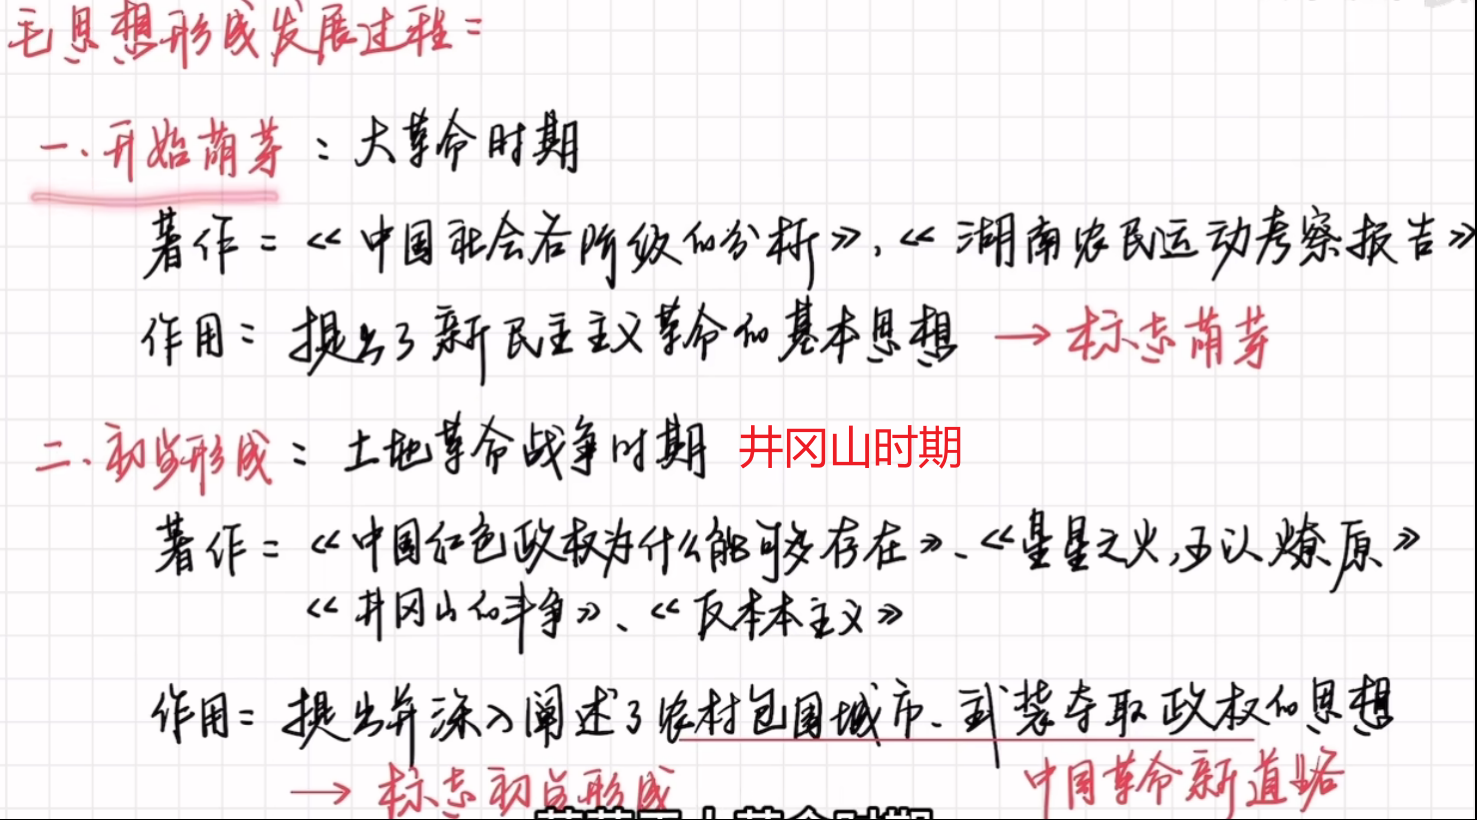 毛思想形成发展过程：
一、开始萌芽：大革命时期
著作：《中国社会各阶级的分析》，《湖南农民运动考察报告》
作用：提出了新民主主义革命的基本思想 → 标志萌芽
二、初步形成：土地革命战争时期 井冈山时期
著作：《中国红色政权为什么能够存在》、《星星之火，可以燎原》
《井冈山的斗争》、《反本本主义》
作用：提出并深入阐述了农村包围城市、武装夺取政权的思想
→ 标志初步形成 中国革命新道路